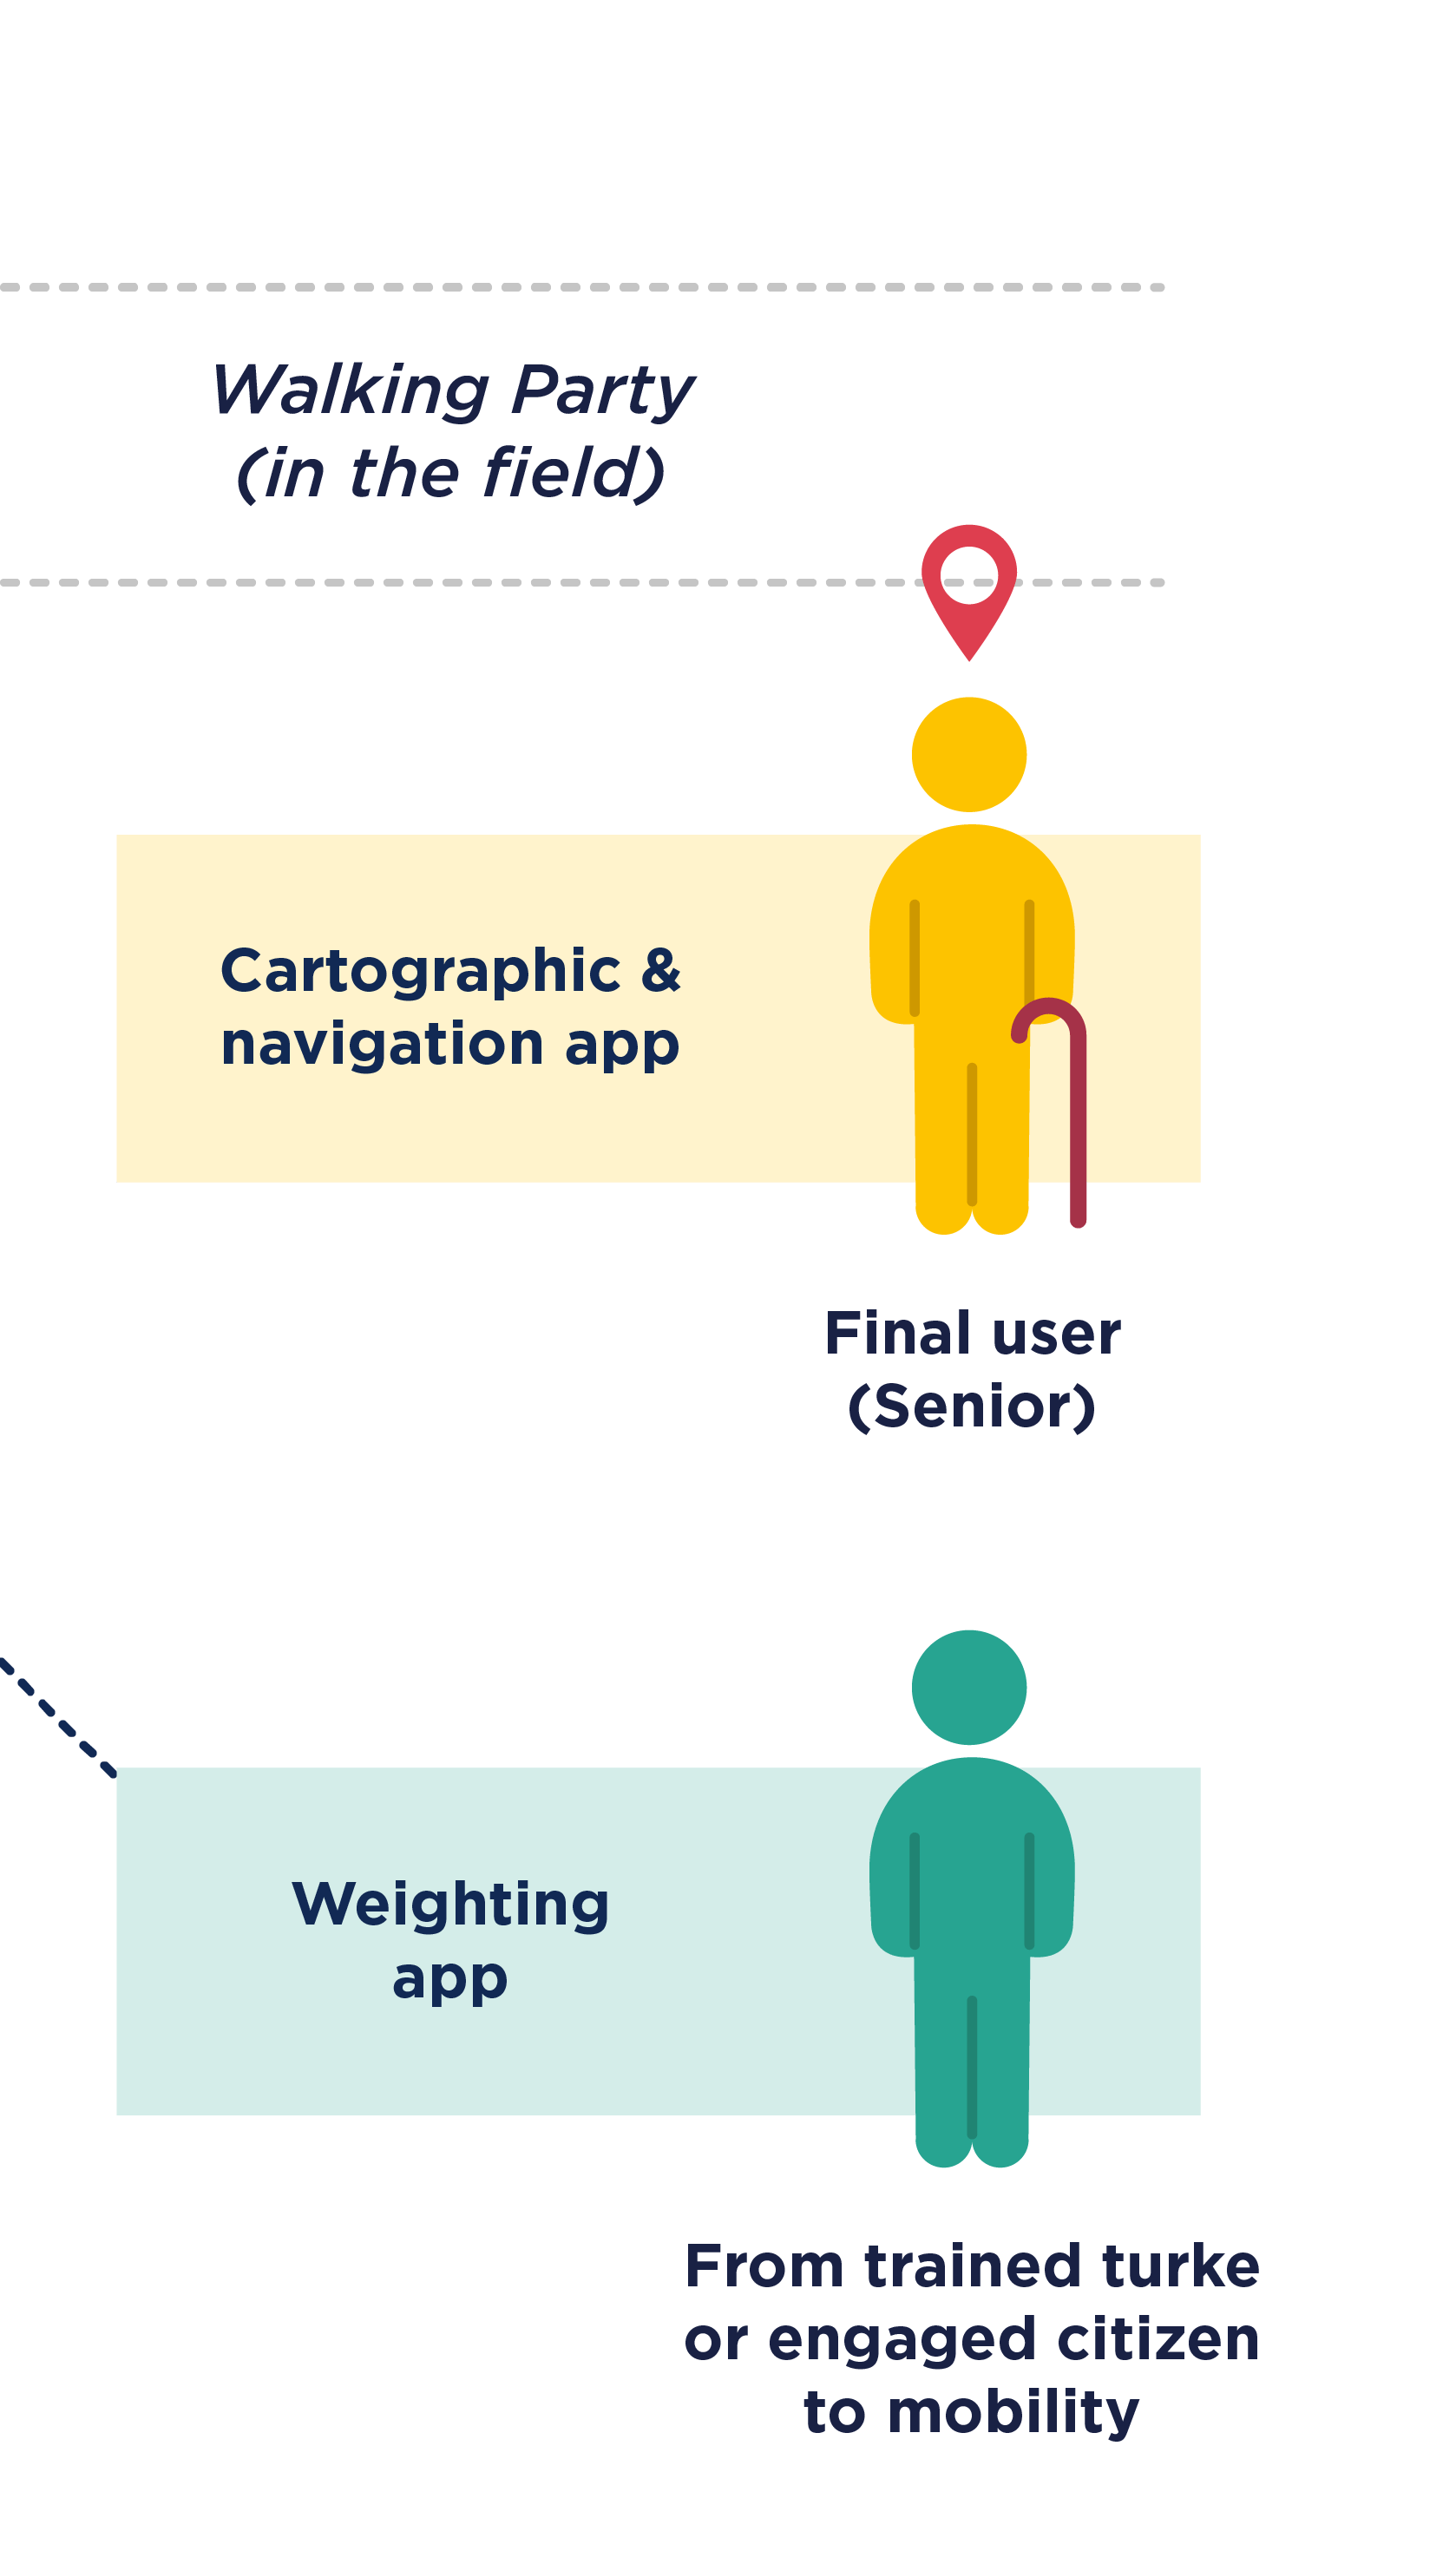 Walking Party
(in the field)
Cartographic &
navigation app
Final user
(Senior)
Weighting
app
From trained turke
or engaged citizen
to mobility